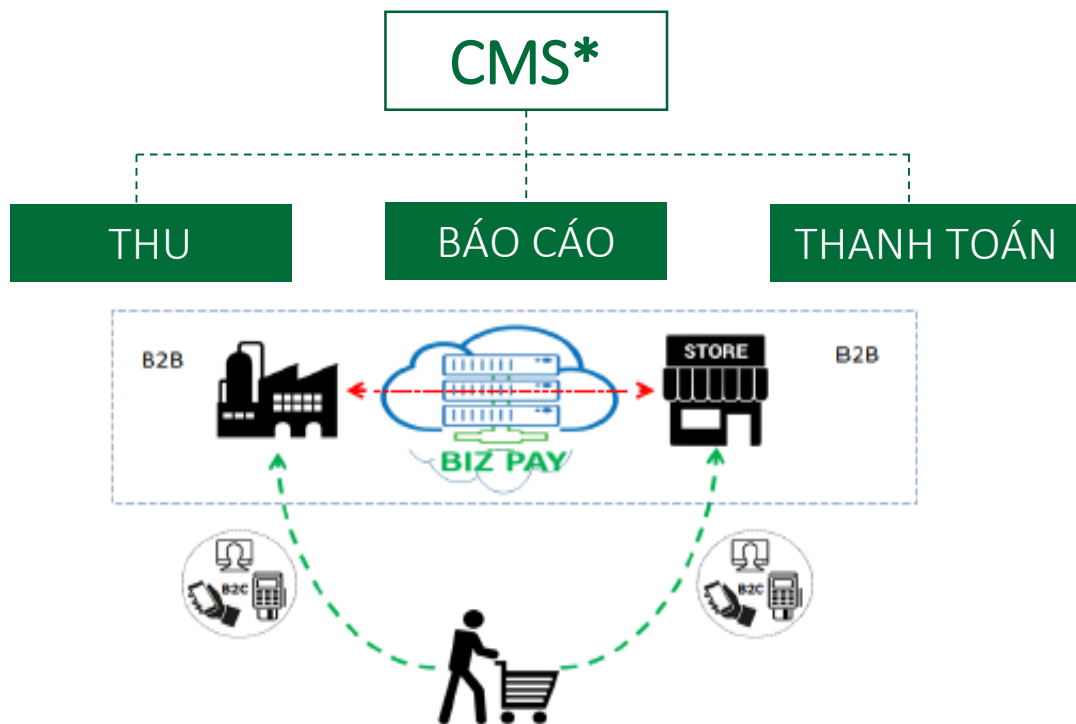 CMS*
THU
BÁO CÁO
THANH TOÁN
B2B
STORE
B2B
BIZ PAY
B2C
B2C